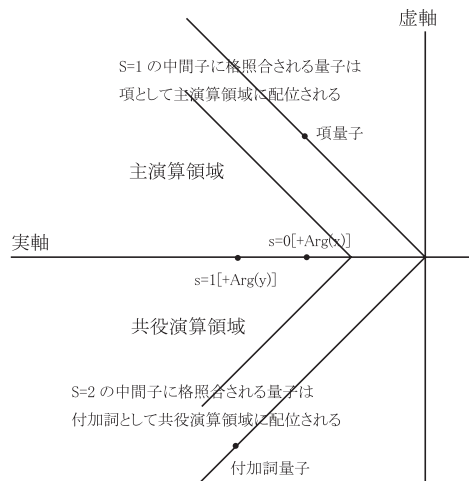 虚軸
S=1 の中間子に格照合される量子は
項として主演算領域に配位される
項量子
主演算領域
実軸
s=0[+Arg(x)]
s=1[+Arg(y)]
共役演算領域
S=2 の中間子に格照合される量子は
付加詞として共役演算領域に配位される
付加詞量子